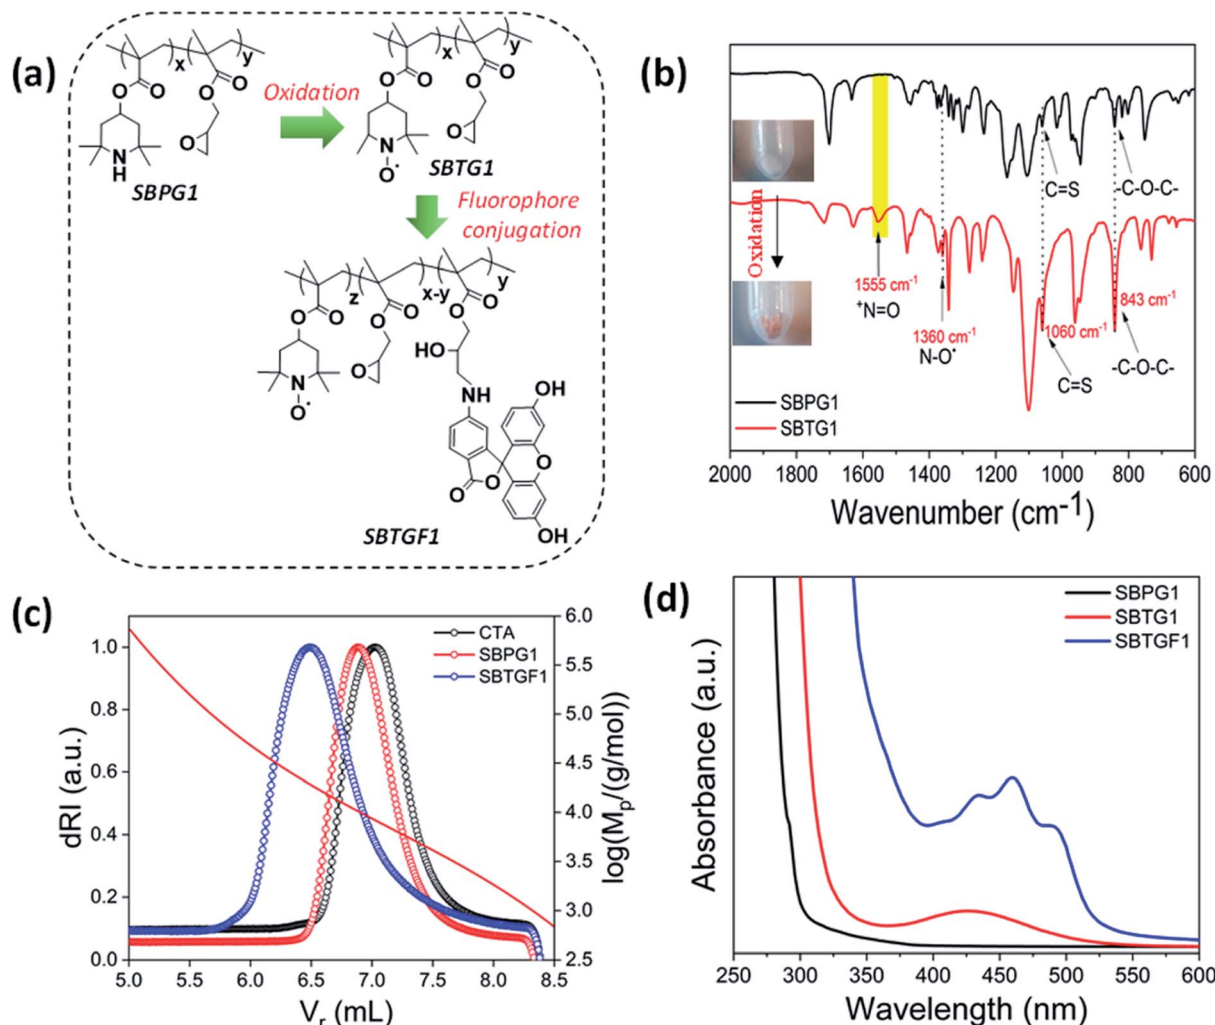 (a)
x
y
O
O
O
O
O
N
H
SBPG1
Oxidation
x
y
O
O
O
O
O
N
O•
SBTG1
Fluorophore
conjugation
z
x-y
y
O
O
O
O
O
O
O
N
O•
HO
NH
OH
O
O
O
OH
SBTGF1
(b)
C=S
-C-O-C-
Oxidation
1555 cm-1
+N=O
1360 cm-1
N-O•
1060 cm-1
C=S
843 cm-1
-C-O-C-
SBPG1
SBTG1
2000 1800 1600 1400 1200 1000 800 600
Wavenumber (cm-1)
(c)
CTA
SBPG1
SBTGF1
1.0
0.8
0.6
0.4
0.2
0.0
dRI (a.u.)
6.0
5.5
5.0
4.5
4.0
3.5
3.0
2.5
log(Mp/(g/mol))
5.0 5.5 6.0 6.5 7.0 7.5 8.0 8.5
Vr (mL)
(d)
SBPG1
SBTG1
SBTGF1
Absorbance (a.u.)
250 300 350 400 450 500 550 600
Wavelength (nm)